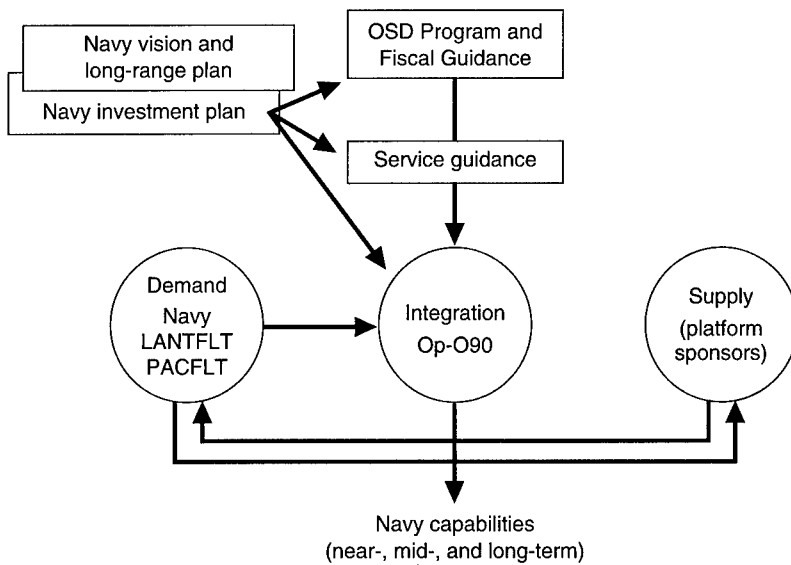 Navy vision and
long-range plan
Navy investment plan
OSD Program and
Fiscal Guidance
Service guidance
Demand
Navy
LANTFLT
PACFLT
Integration
Op-O90
Supply
(platform
sponsors)
Navy capabilities
(near-, mid-, and long-term)